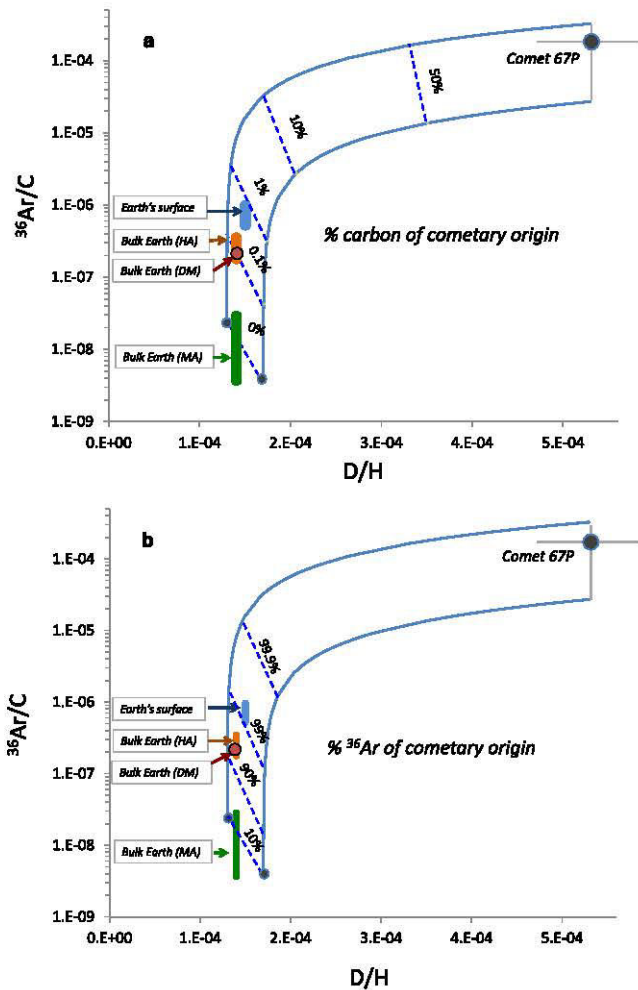 a
1.E-04
Comet 67P
50%
10%
1.E-05
³⁶Ar/C
1.E-06
1%
Earth's surface
% carbon of cometary origin
Bulk Earth (HA)
0.1%
1.E-07
Bulk Earth (DM)
0%
1.E-08
Bulk Earth (MA)
1.E-09
0.E+00 1.E-04 2.E-04 3.E-04 4.E-04 5.E-04
D/H
b
1.E-04
Comet 67P
1.E-05
99.9%
³⁶Ar/C
1.E-06
Earth's surface
99%
Bulk Earth (HA)
% ³⁶Ar of cometary origin
1.E-07
Bulk Earth (DM)
90%
1.E-08
10%
Bulk Earth (MA)
1.E-09
0.E+00 1.E-04 2.E-04 3.E-04 4.E-04 5.E-04
D/H